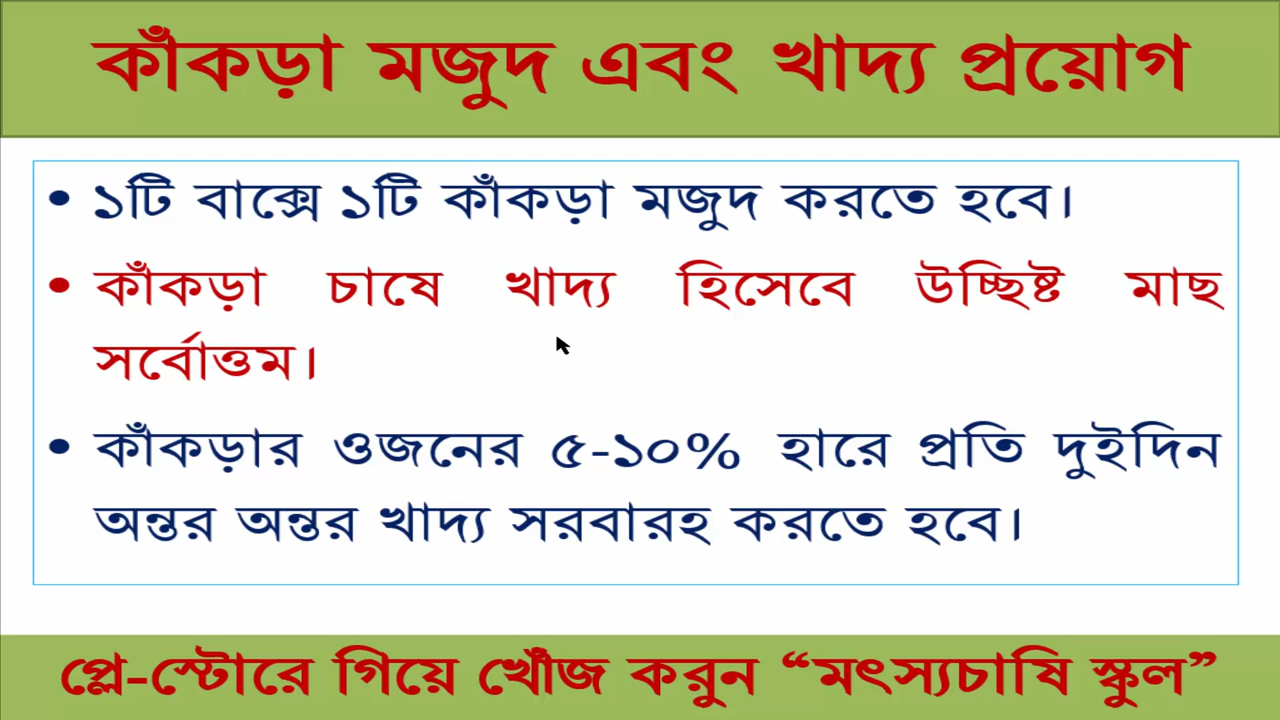 কাঁকড়া মজুদ এবং খাদ্য প্রয়োগ
• ১টি বাক্সে ১টি কাঁকড়া মজুদ করতে হবে।
• কাঁকড়া চাষে খাদ্য হিসেবে উচ্ছিষ্ট মাছ
সর্বোত্তম।
• কাঁকড়ার ওজনের ৫-১০% হারে প্রতি দুইদিন
অন্তর অন্তর খাদ্য সরবারহ করতে হবে।
প্লে-স্টোরে গিয়ে খোঁজ করুন “মৎস্যচাষি স্কুল”